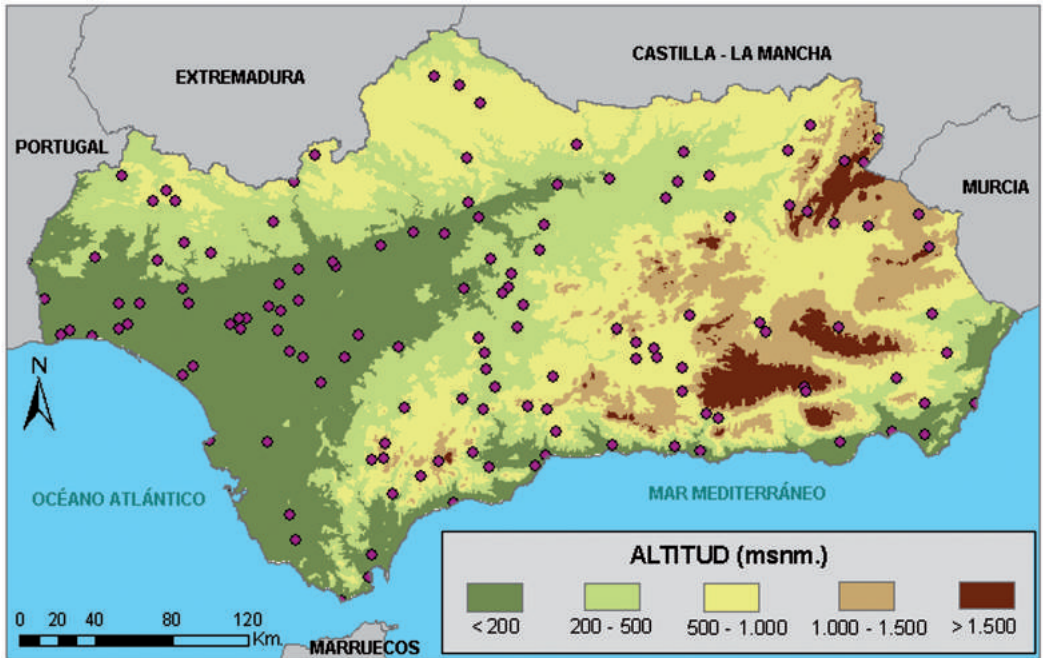 EXTREMADURA
CASTILLA - LA MANCHA
PORTUGAL
MURCIA
N
OCÉANO ATLÁNTICO
MAR MEDITERRÁNEO
ALTITUD (msnm.)
< 200
200 - 500
500 - 1.000
1.000 - 1.500
> 1.500
0 20 40 80 120
Km.
MARRUECOS